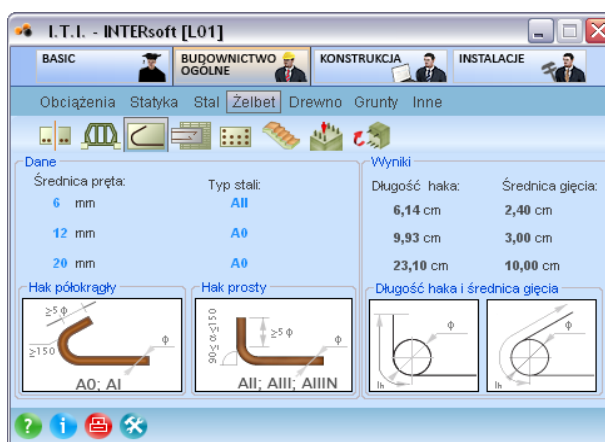 I.T.I. - INTERsoft [L01]
BASIC
BUDOWNICTWO OGÓLNE
KONSTRUKCJA
INSTALACJE
Obciążenia Statyka Stal Żelbet Drewno Grunty Inne
Dane
Średnica pręta:
Typ stali:
6 mm
AII
12 mm
A0
20 mm
A0
Wyniki
Długość haka:
Średnica gięcia:
6,14 cm
2,40 cm
9,93 cm
3,00 cm
23,10 cm
10,00 cm
Hak półokrągły
≥5ϕ
≥150
ϕ
A0; AI
Hak prosty
90≤α≤150
≥5ϕ
ϕ
AII; AIII; AIIIN
Długość haka i średnica gięcia
ϕ
lh
ϕ
lh